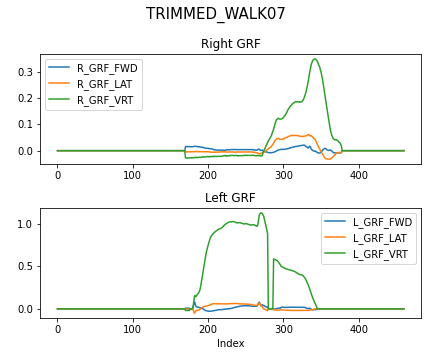 TRIMMED_WALK07
Right GRF
R_GRF_FWD
R_GRF_LAT
R_GRF_VRT
0.3
0.2
0.1
0.0
0 100 200 300 400
Left GRF
L_GRF_FWD
L_GRF_LAT
L_GRF_VRT
1.0
0.5
0.0
0 100 200 300 400
Index